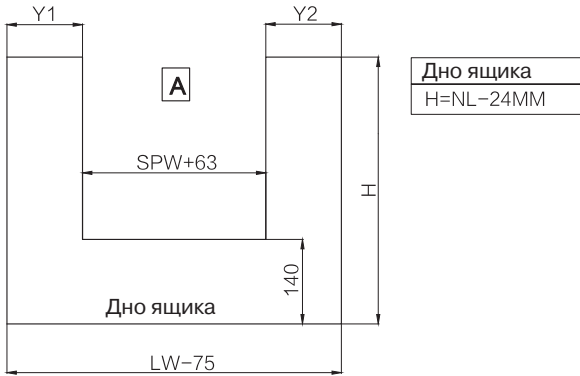 Y1
Y2
A
Дно ящика
H=NL-24MM
SPW+63
H
140
Дно ящика
LW-75